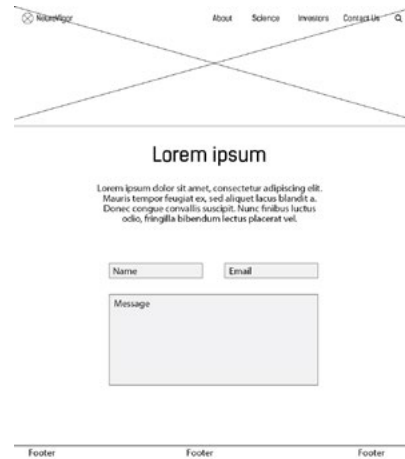 NeuroVigor About Science Investors Contact Us
Lorem ipsum
Lorem ipsum dolor sit amet, consectetur adipiscing elit.
Mauris tempor feugiat ex, sed aliquet lacus blandit a.
Donec congue convallis suscipit. Nunc finibus luctus
odio, fringilla bibendum lectus placerat vel.
Name Email
Message
Footer Footer Footer